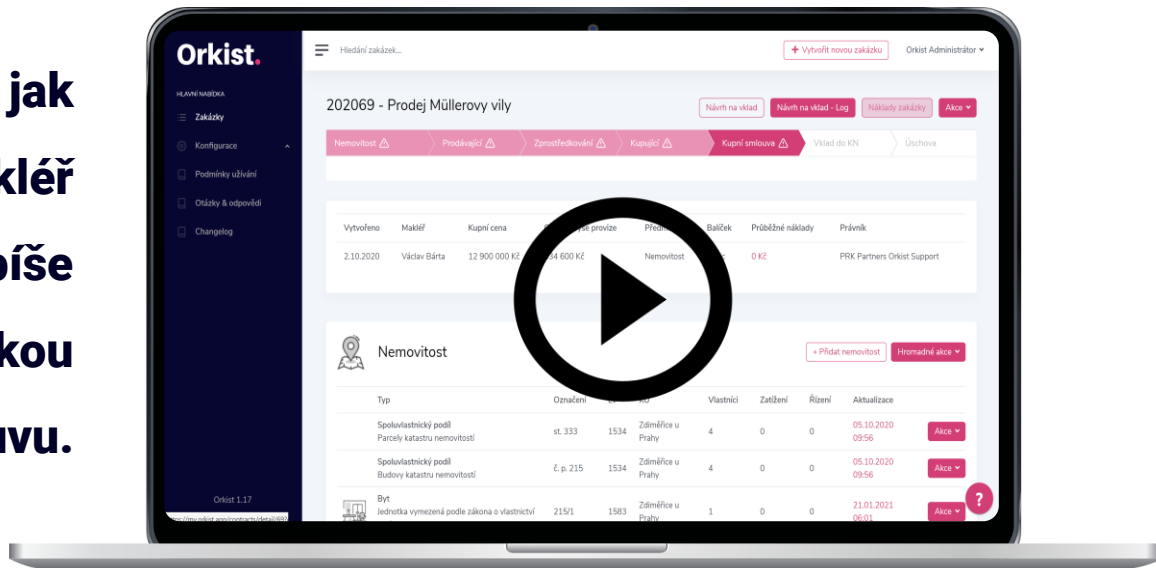 jak
kléř
píše
kou
uvu.
Orkist.
HLAVNÍ NABÍDKA
Zakázky
Konfigurace
Podmínky užívání
Otázky & odpovědi
Changelog
Orkist 1.17
Hledání zakázek...
+ Vytvořit novou zakázku
Orkist Administrátor
202069 - Prodej Müllerovy vily
Návrh na vklad
Návrh na vklad - Log
Náklady zakázky
Akce
Nemovitost
Prodávající
Zprostředkování
Kupující
Kupní smlouva
Vklad do KN
Úschova
Vytvořeno Makléř Kupní cena provize Balíček Průběžné náklady Právník
2.10.2020 Václav Bárta 12 900 000 Kč 34 600 Kč Nemovitost 0 Kč PRK Partners Orkist Support
Nemovitost
+ Přidat nemovitost
Hromadné akce
Typ Označení Vlastníci Zatížení Řízení Aktualizace
Spoluvlastnický podíl
Parcely katastru nemovitostí
st. 333 1534 Zdiměřice u Prahy 4 0 0 05.10.2020 09:56 Akce
Spoluvlastnický podíl
Budovy katastru nemovitostí
č. p. 215 1534 Zdiměřice u Prahy 4 0 0 05.10.2020 09:56 Akce
Byt
Jednotka vymezená podle zákona o vlastnictví
215/1 1583 Zdiměřice u Prahy 1 0 0 21.01.2021 06:01 Akce
?